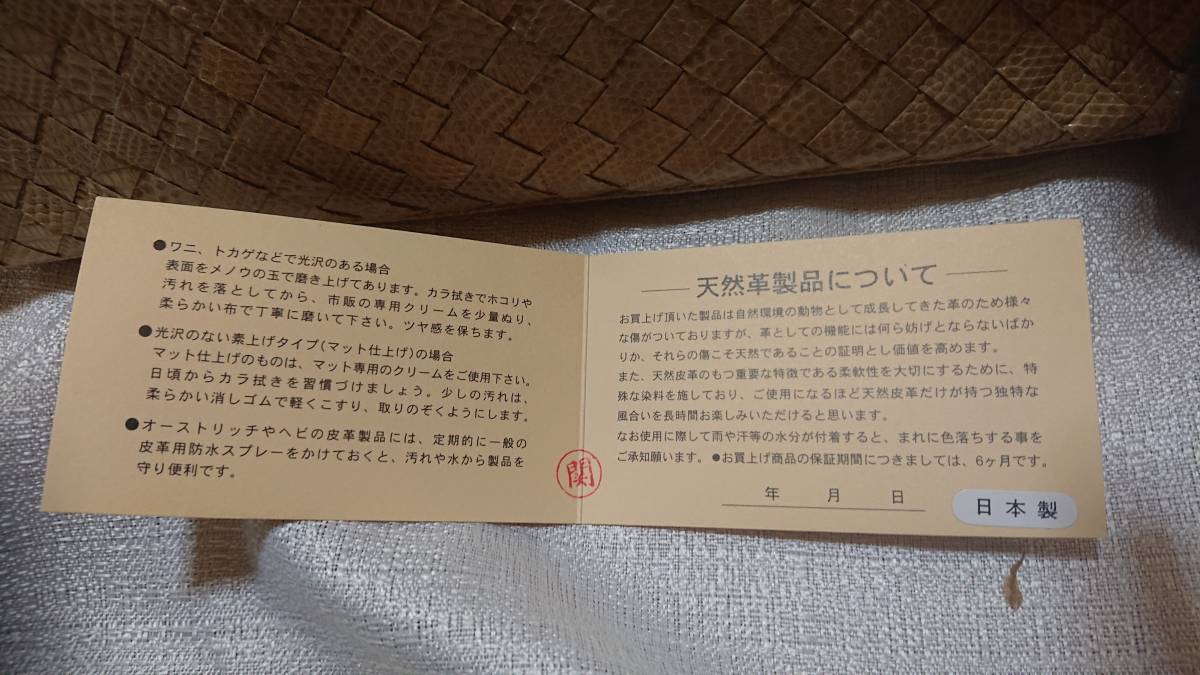 ●ワニ、トカゲなどで光沢のある場合
表面をメノウの玉で磨き上げてあります。カラ拭きでホコリや
汚れを落としてから、市販の専用クリームを少量ぬり、
柔らかい布で丁寧に磨いて下さい。ツヤ感を保ちます。
●光沢のない素上げタイプ(マット仕上げ)の場合
マット仕上げのものは、マット専用のクリームをご使用下さい。
日頃からカラ拭きを習慣づけましょう。少しの汚れは、
柔らかい消しゴムで軽くこすり、取りのぞくようにします。
●オーストリッチやヘビの皮革製品には、定期的に一般の
皮革用防水スプレーをかけておくと、汚れや水から製品を
守り便利です。
関
天然革製品について
お買上げ頂いた製品は自然環境の動物として成長してきた革のため様々
な傷がついておりますが、革としての機能には何ら妨げとならないばか
りか、それらの傷こそ天然であることの証明とし価値を高めます。
また、天然皮革のもつ重要な特徴である柔軟性を大切にするために、特
殊な染料を施しており、ご使用になるほど天然皮革だけが持つ独特な
風合いを長時間お楽しみいただけると思います。
なお使用に際して雨や汗等の水分が付着すると、まれに色落ちする事を
ご承知願います。●お買上げ商品の保証期間につきましては、6ヶ月です。
年 月 日
日本製